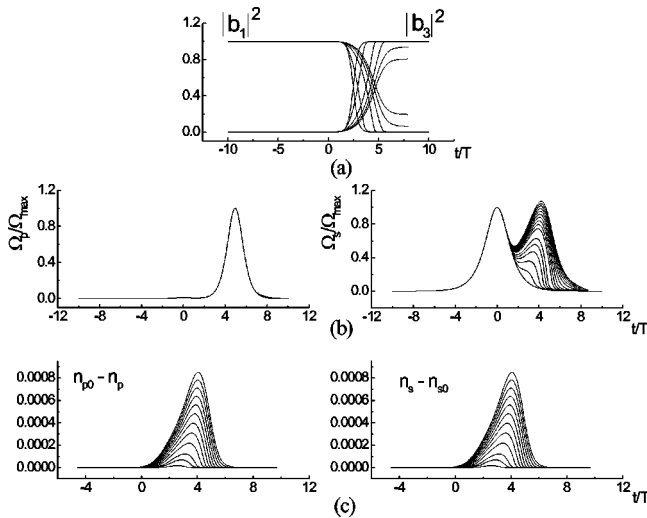 |b₁|² |b₃|²
1.2
0.8
0.4
0.0
-10 -5 0 5 10 t/T
(a)
Ωp/Ωmax
1.2
0.8
0.4
0.0
-12 -8 -4 0 4 8 12
Ωs/Ωmax
1.2
0.8
0.4
0.0
-12 -8 -4 0 4 8 12
t/T
(b)
np0 - np
0.0008
0.0006
0.0004
0.0002
0.0000
-4 0 4 8 12
ns - ns0
0.0008
0.0006
0.0004
0.0002
0.0000
-4 0 4 8 12
t/T
(c)